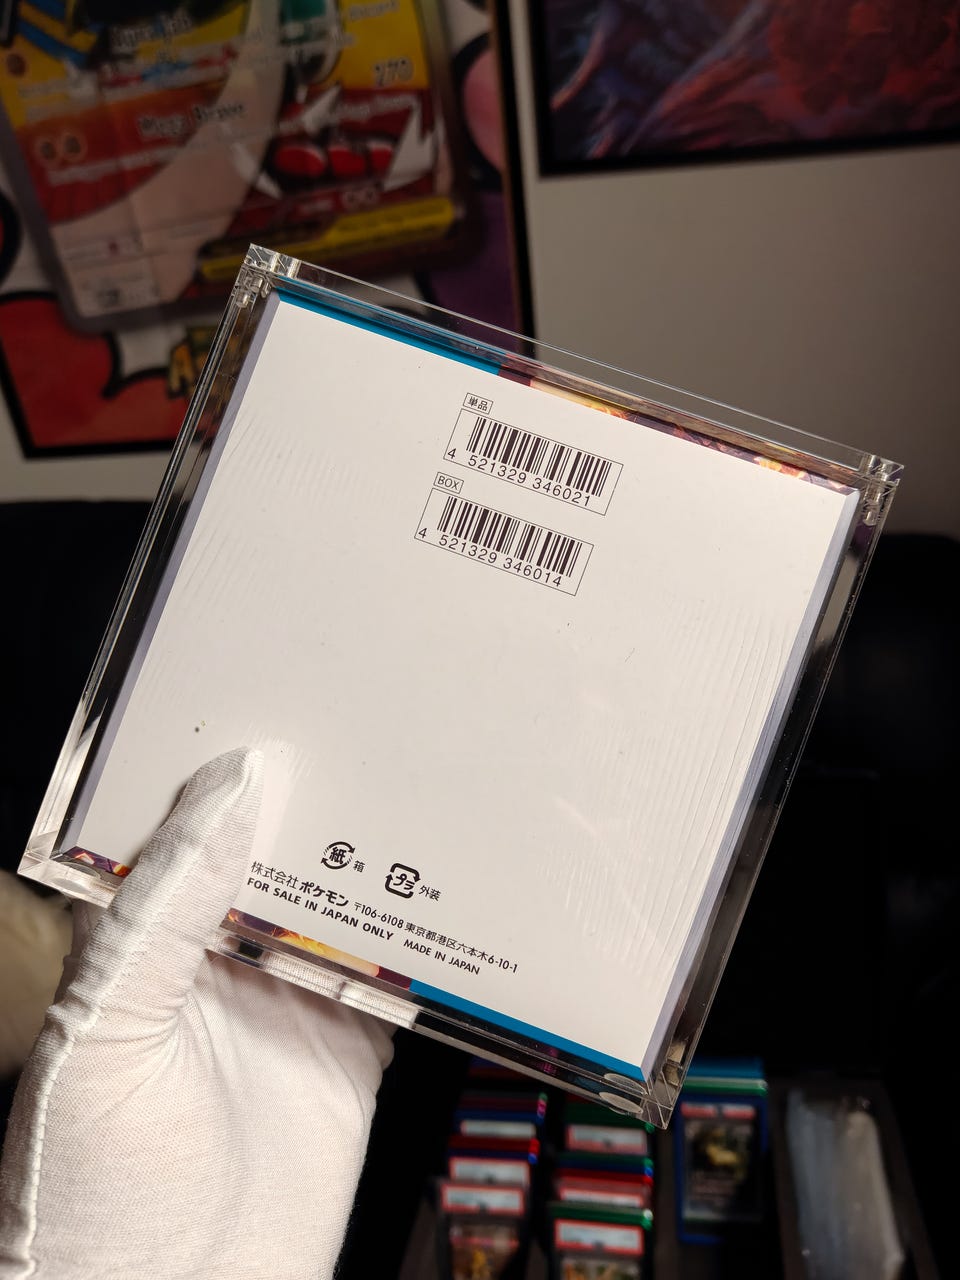 270
単品
4 521329 346021
BOX
4 521329 346014
紙 箱
プラ 外装
株式会社ポケモン 〒106-6108 東京都港区六本木6-10-1
FOR SALE IN JAPAN ONLY MADE IN JAPAN